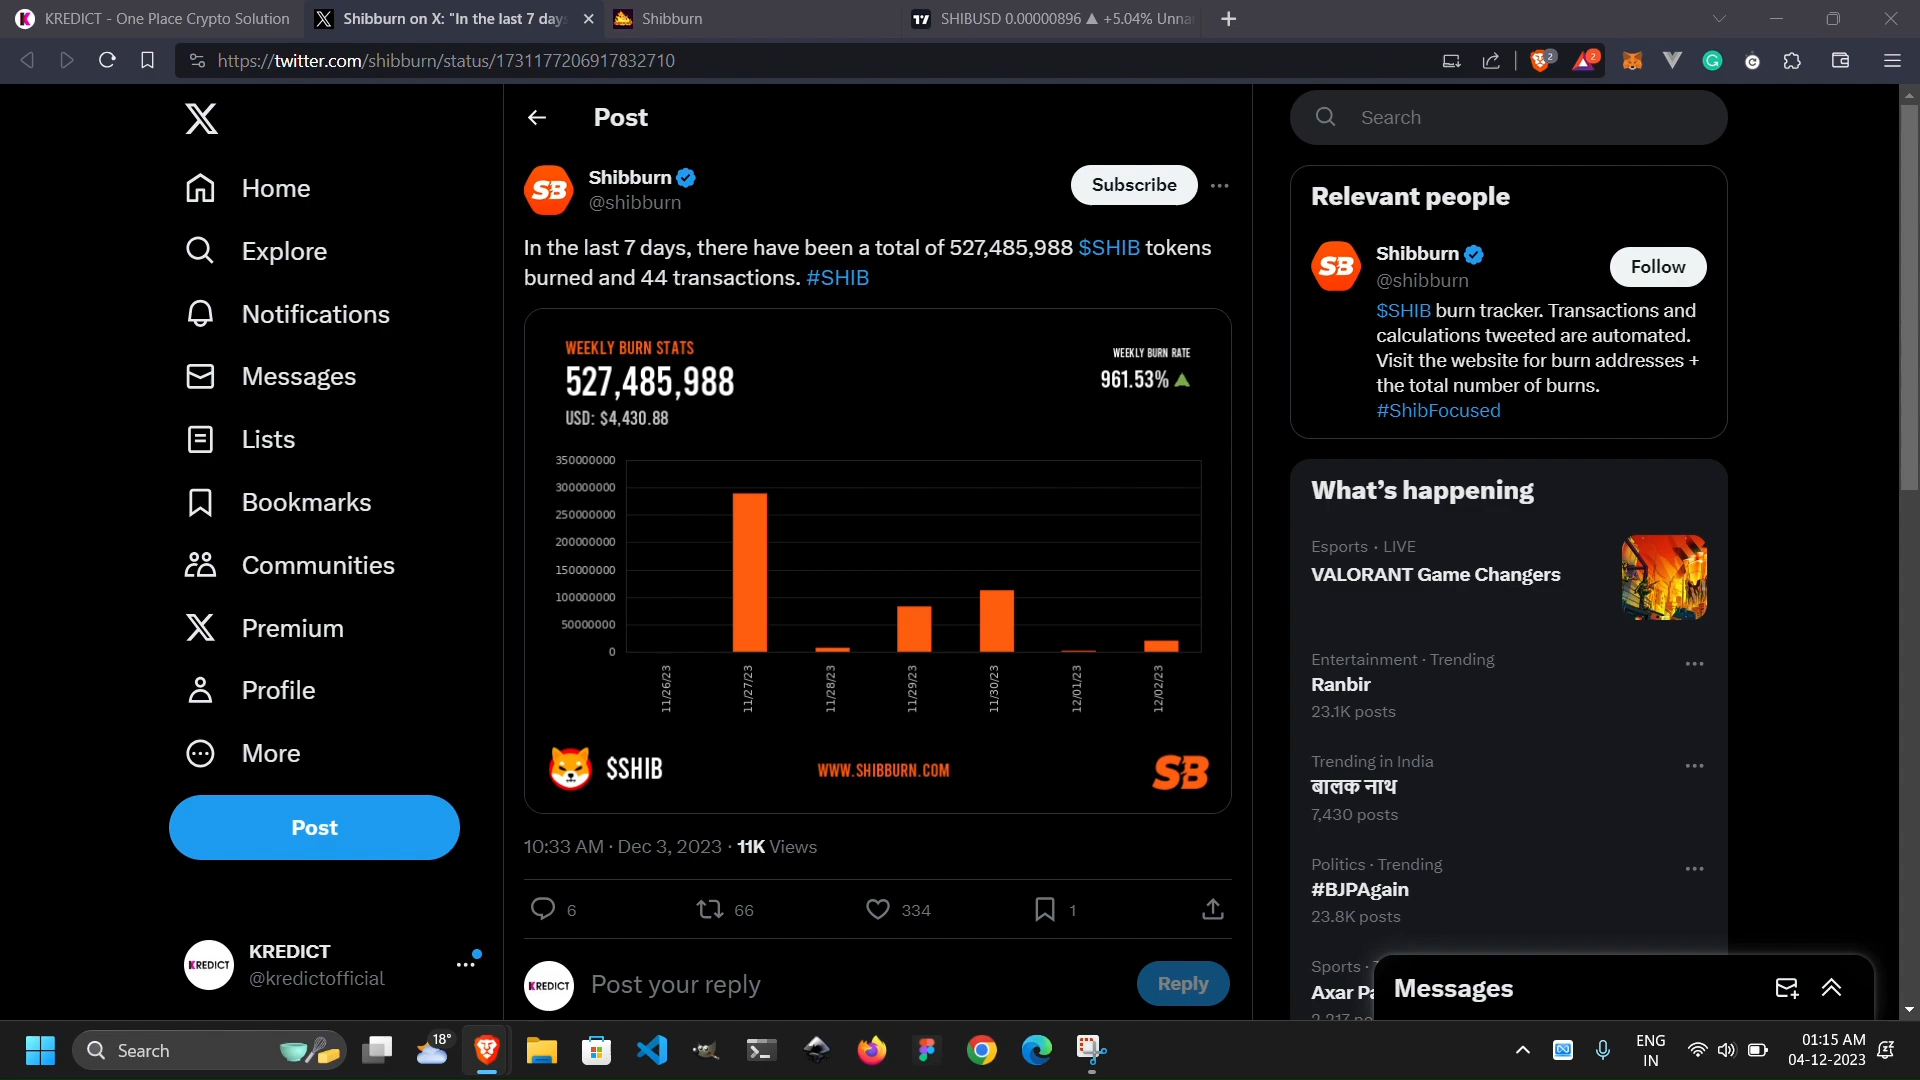 KREDICT - One Place Crypto Solution
Shibburn on X: "In the last 7 day
Shibburn
SHIBUSD 0.00000896 ▲ +5.04% Unna
https://twitter.com/shibburn/status/1731177206917832710
2
2
Home
Explore
Notifications
Messages
Lists
Bookmarks
Communities
Premium
Profile
More
Post
KREDICT
KREDICT
@kredictofficial
Post
SB
Shibburn
@shibburn
Subscribe
In the last 7 days, there have been a total of 527,485,988 $SHIB tokens
burned and 44 transactions. #SHIB
WEEKLY BURN STATS
527,485,988
USD: $4,430.88
WEEKLY BURN RATE
961.53%
350000000
300000000
250000000
200000000
150000000
100000000
50000000
0
11/26/23
11/27/23
11/28/23
11/29/23
11/30/23
12/01/23
12/02/23
$SHIB
WWW.SHIBBURN.COM
SB
10:33 AM · Dec 3, 2023 · 11K Views
6
66
334
1
KREDICT
Post your reply
Reply
Search
Relevant people
SB
Shibburn
@shibburn
Follow
$SHIB burn tracker. Transactions and
calculations tweeted are automated.
Visit the website for burn addresses +
the total number of burns.
#ShibFocused
What's happening
Esports · LIVE
VALORANT Game Changers
Entertainment · Trending
Ranbir
23.1K posts
Trending in India
बालक नाथ
7,430 posts
Politics · Trending
#BJPAgain
23.8K posts
Sports ·
Axar Pa
Messages
Search
18°
ENG
IN
01:15 AM
04-12-2023